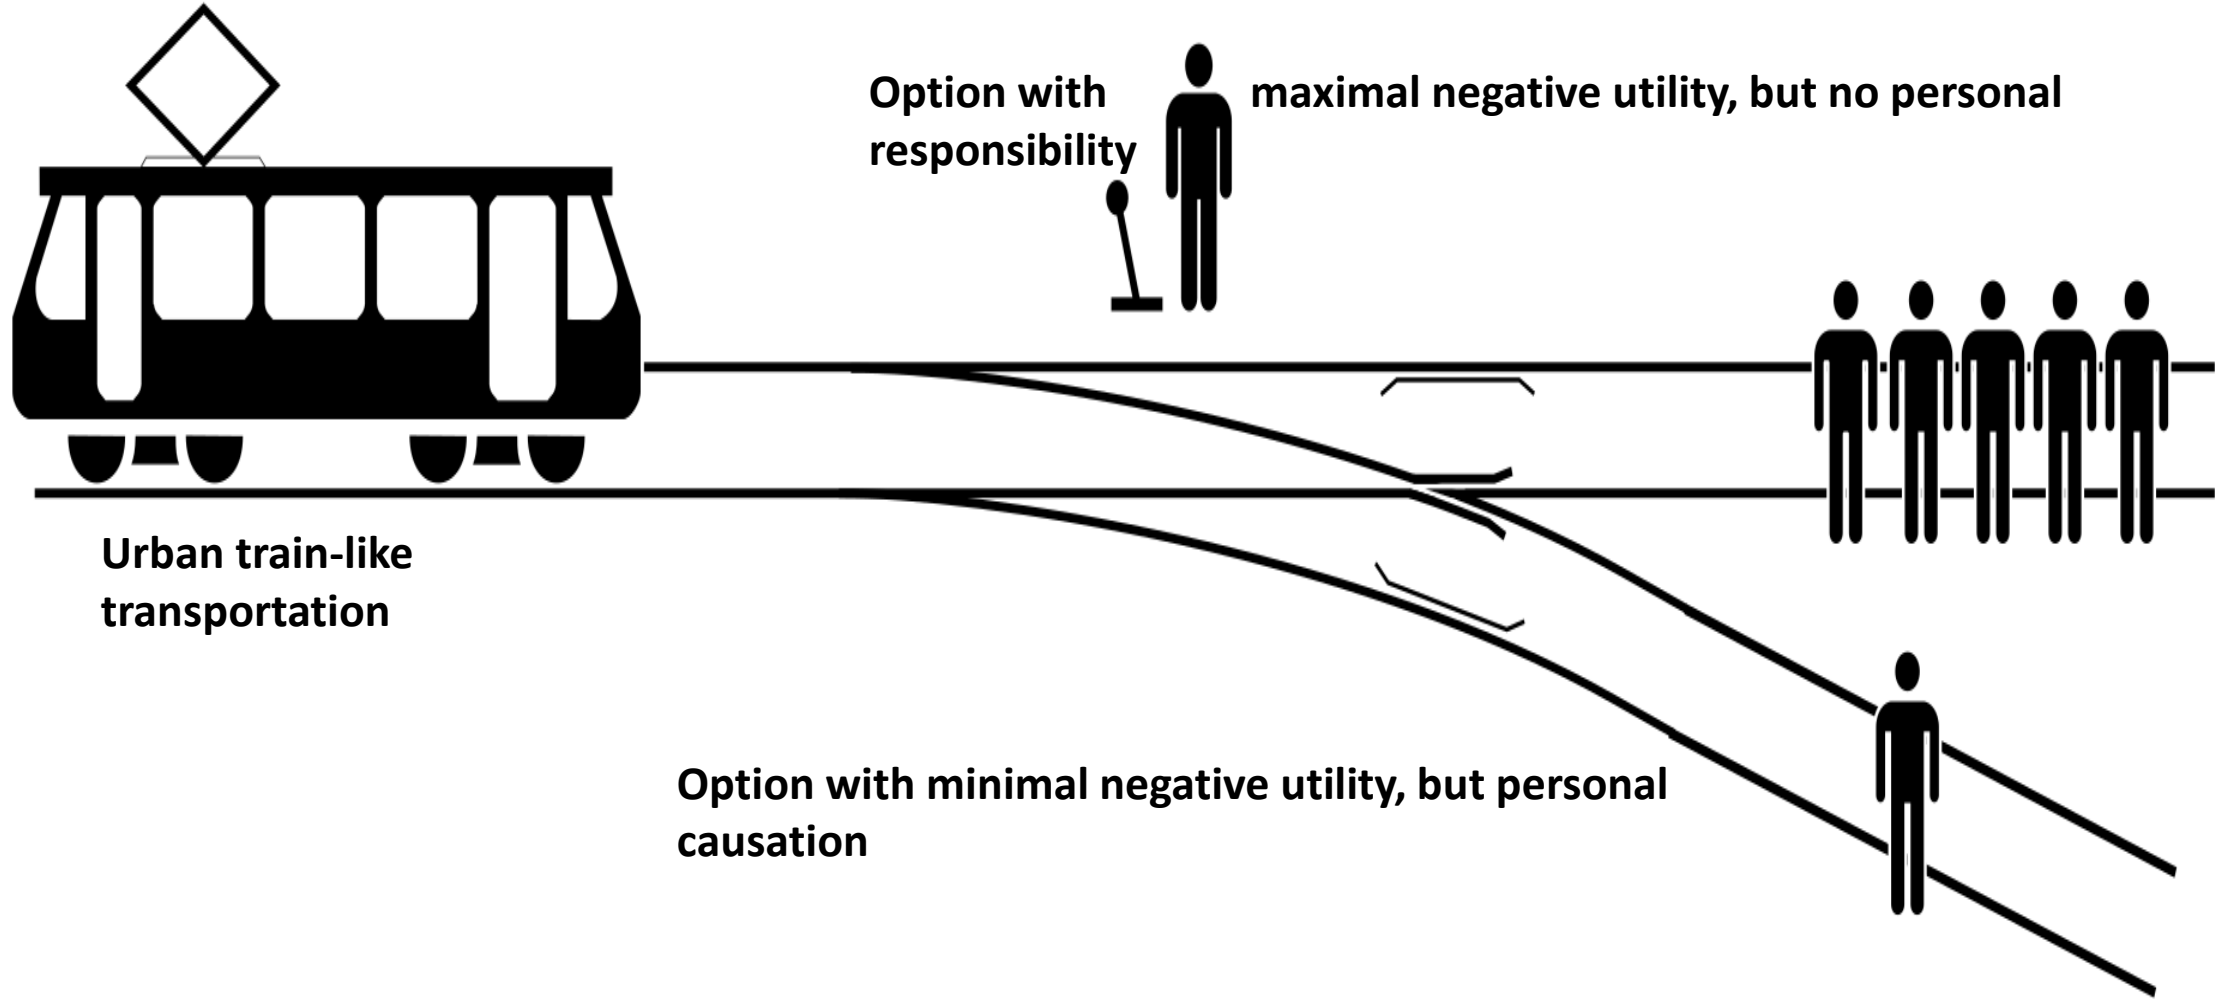 Option with maximal negative utility, but no personal
responsibility
Urban train-like
transportation
Option with minimal negative utility, but personal
causation